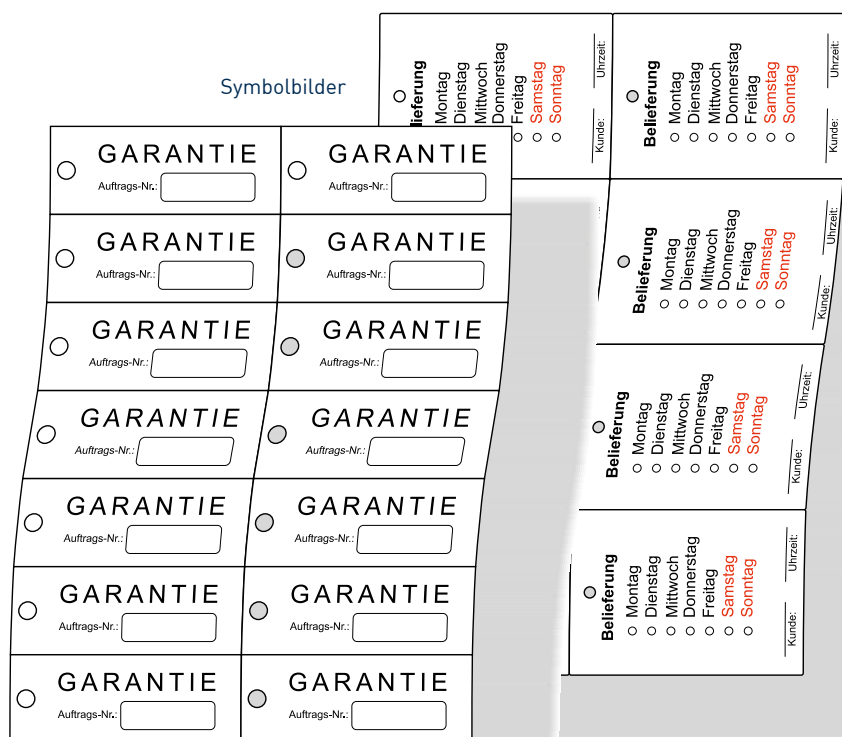 Symbolbilder
GARANTIE
Auftrags-Nr.:
GARANTIE
Auftrags-Nr.:
GARANTIE
Auftrags-Nr.:
GARANTIE
Auftrags-Nr.:
GARANTIE
Auftrags-Nr.:
GARANTIE
Auftrags-Nr.:
GARANTIE
Auftrags-Nr.:
GARANTIE
Auftrags-Nr.:
GARANTIE
Auftrags-Nr.:
GARANTIE
Auftrags-Nr.:
GARANTIE
Auftrags-Nr.:
GARANTIE
Auftrags-Nr.:
GARANTIE
Auftrags-Nr.:
GARANTIE
Auftrags-Nr.:
lieferung
Montag
Dienstag
Mittwoch
Donnerstag
Freitag
Samstag
Sonntag
Kunde: Uhrzeit:
Belieferung
Montag
Dienstag
Mittwoch
Donnerstag
Freitag
Samstag
Sonntag
Kunde: Uhrzeit:
Belieferung
Montag
Dienstag
Mittwoch
Donnerstag
Freitag
Samstag
Sonntag
Kunde: Uhrzeit:
Belieferung
Montag
Dienstag
Mittwoch
Donnerstag
Freitag
Samstag
Sonntag
Kunde: Uhrzeit:
Belieferung
Montag
Dienstag
Mittwoch
Donnerstag
Freitag
Samstag
Sonntag
Kunde: Uhrzeit: